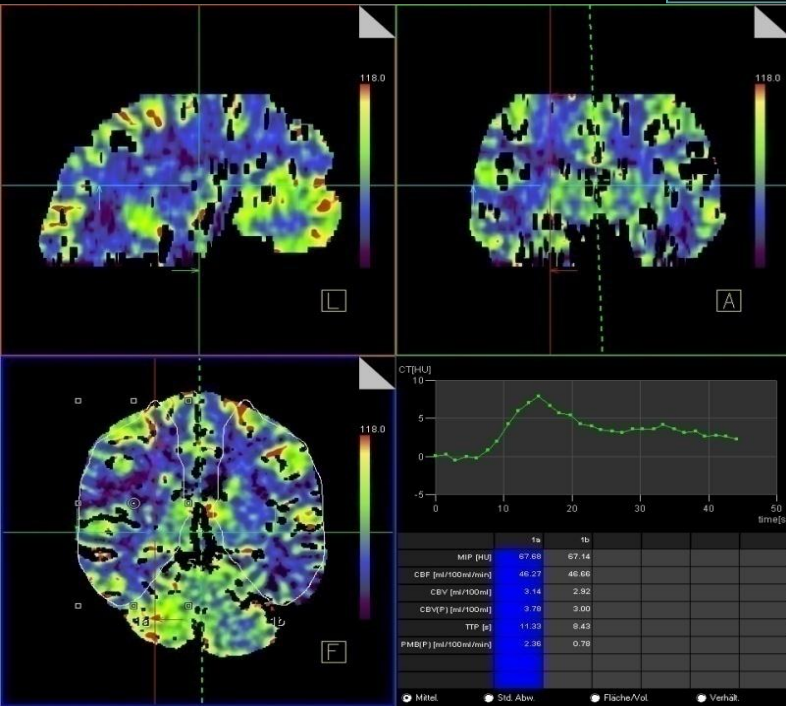 118.0
118.0
L
A
118.0
1a
1b
F
CT[HU]
10
5
0
-5
0 10 20 30 40 50
time[s]
1a 1b
MIP [HU] 67.68 67.14
CBF [ml/100ml/min] 46.27 46.66
CBV [ml/100ml] 3.14 2.92
CBV(P) [ml/100ml] 3.78 3.00
TTP [s] 11.33 8.43
PMB(P) [ml/100ml/min] 2.36 0.78
Mittel. Std. Abw. Fläche/Vol. Verhält.